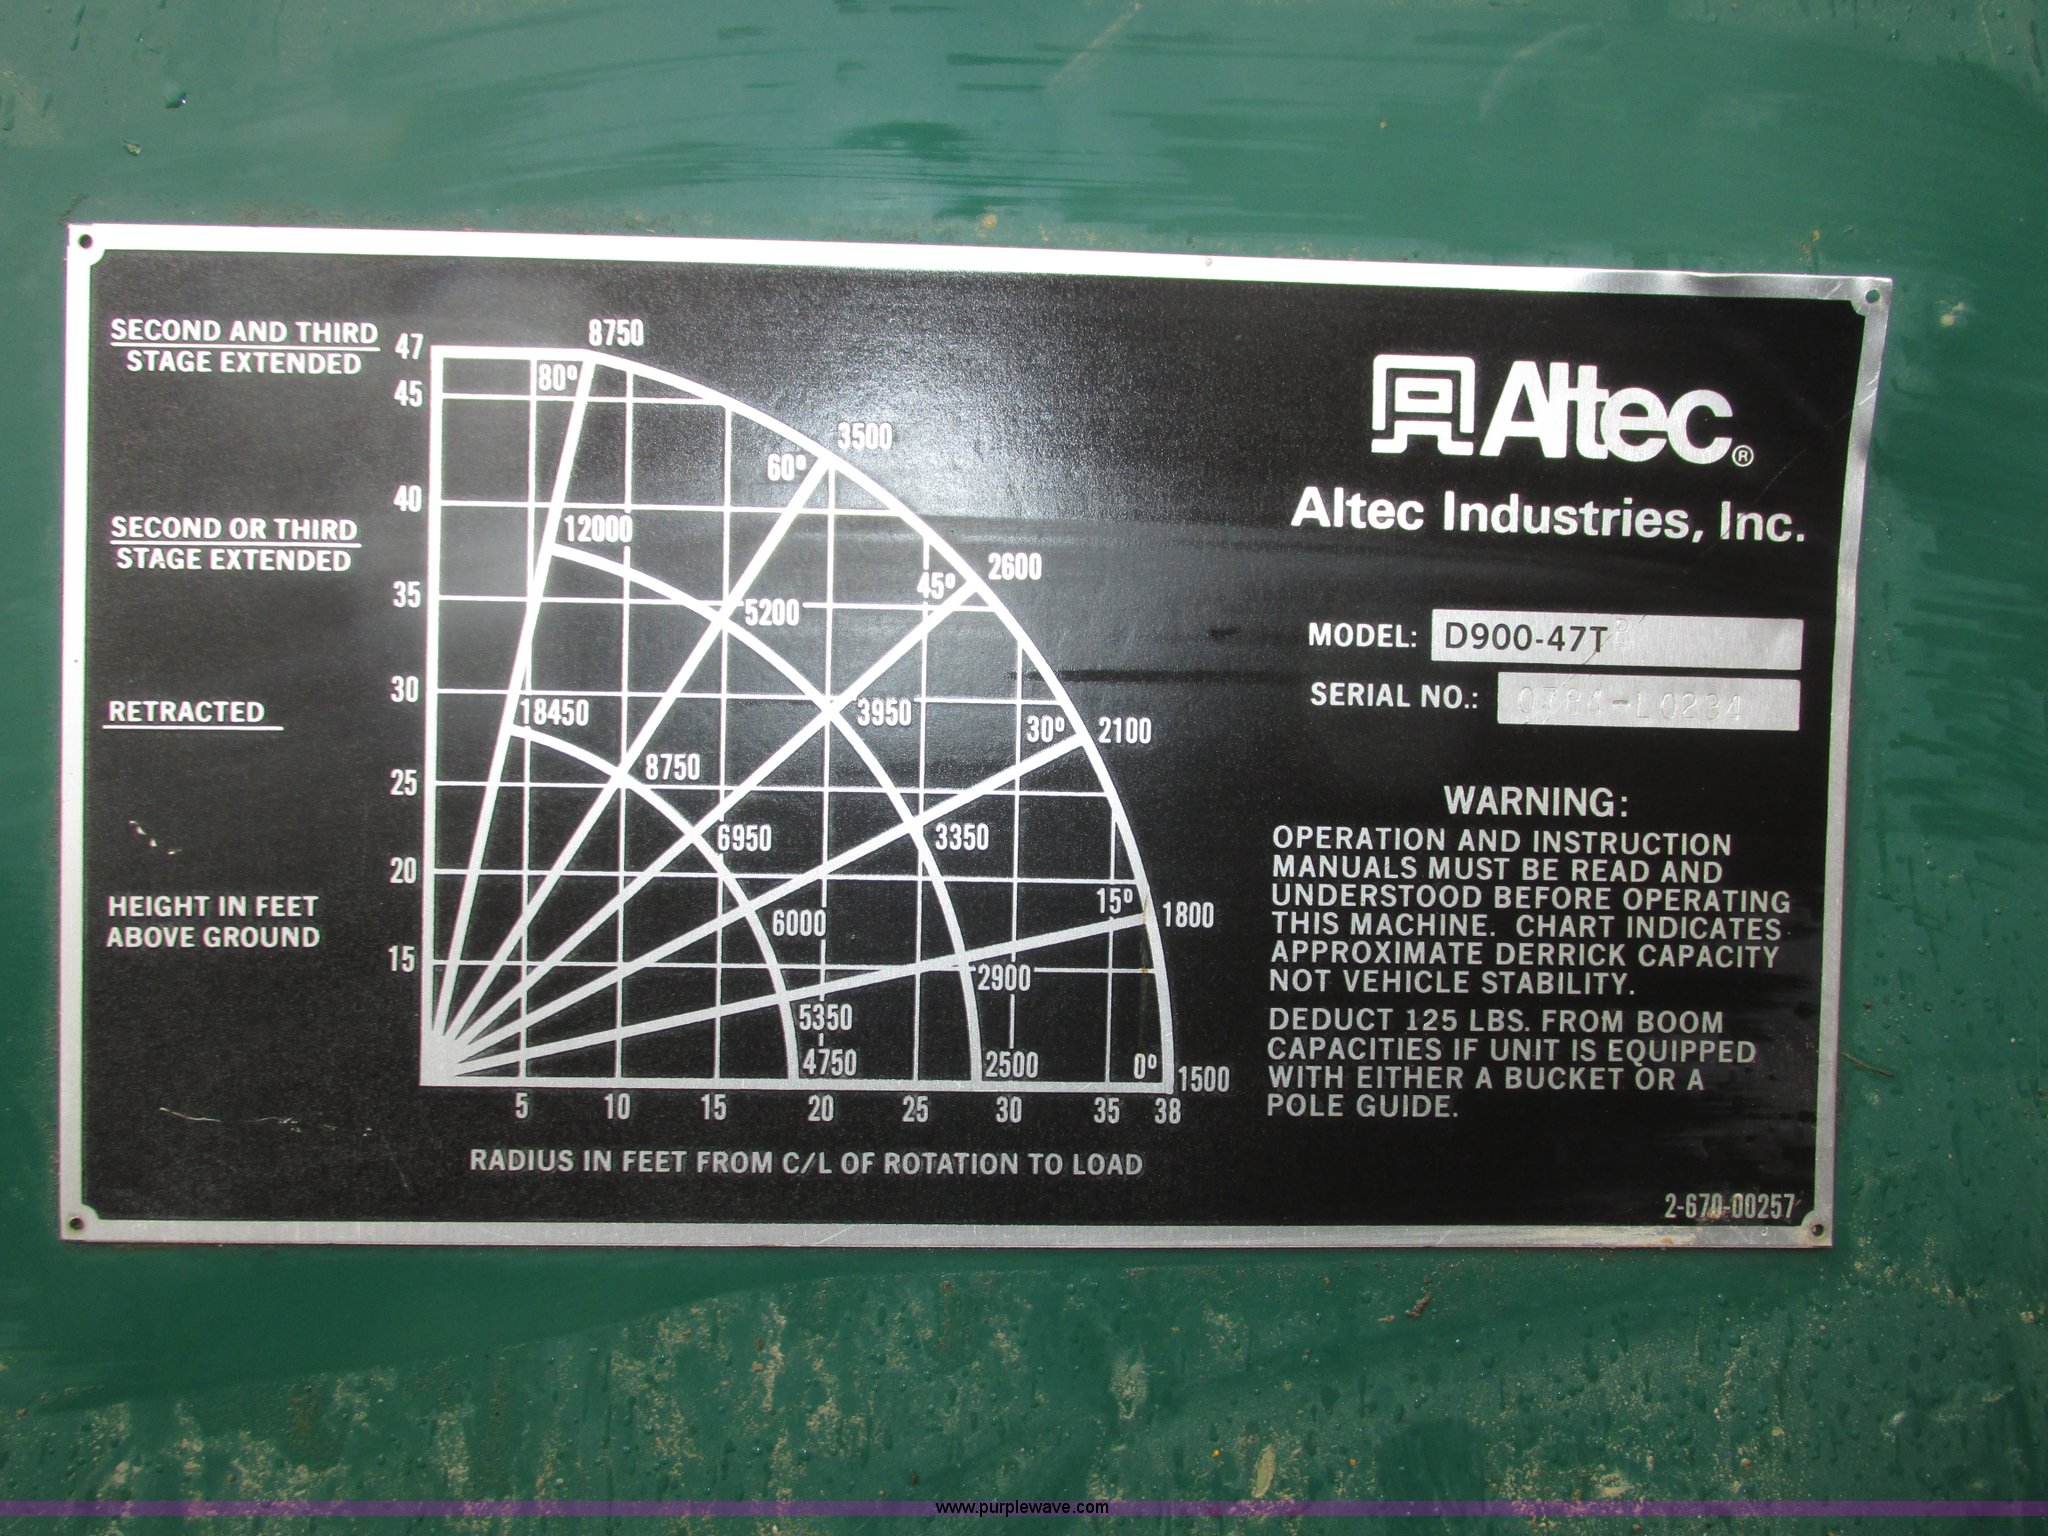 SECOND AND THIRD
STAGE EXTENDED
SECOND OR THIRD
STAGE EXTENDED
RETRACTED
HEIGHT IN FEET
ABOVE GROUND
47
45
40
35
30
25
20
15
8750
80°
3500
60°
12000
2600
45°
5200
18450
3950
30°
2100
8750
6950
3350
15°
1800
6000
2900
5350
4750
2500
0°
1500
5 10 15 20 25 30 35 38
RADIUS IN FEET FROM C/L OF ROTATION TO LOAD
Altec®
Altec Industries, Inc.
MODEL: D900-47T
SERIAL NO.:
WARNING:
OPERATION AND INSTRUCTION
MANUALS MUST BE READ AND
UNDERSTOOD BEFORE OPERATING
THIS MACHINE. CHART INDICATES
APPROXIMATE DERRICK CAPACITY
NOT VEHICLE STABILITY.
DEDUCT 125 LBS. FROM BOOM
CAPACITIES IF UNIT IS EQUIPPED
WITH EITHER A BUCKET OR A
POLE GUIDE.
2-670-00257
www.purplewave.com